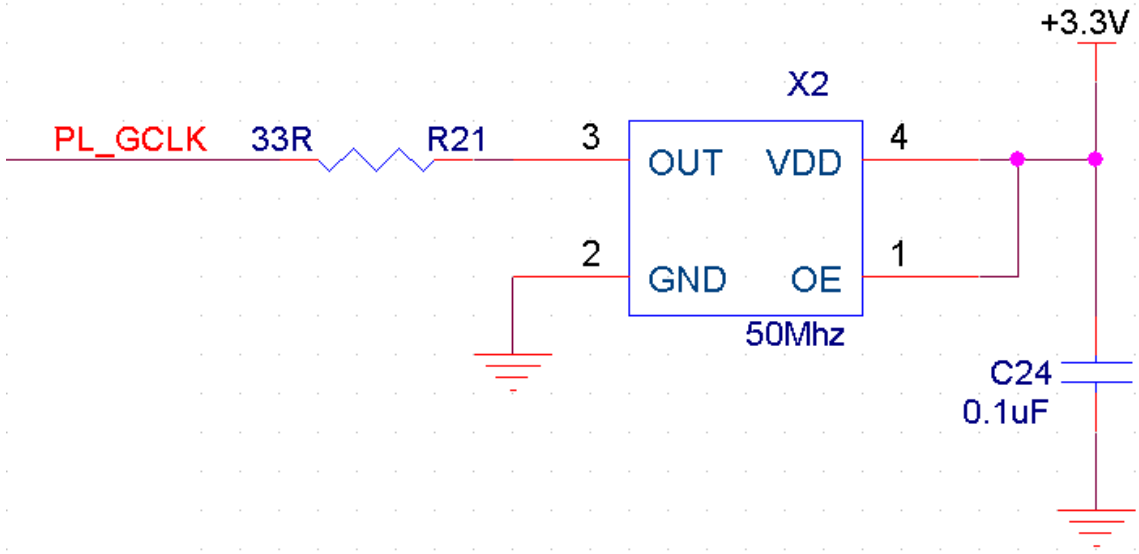 +3.3V
X2
PL_GCLK 33R R21 3 OUT VDD 4
2 GND OE 1
50Mhz
C24
0.1uF